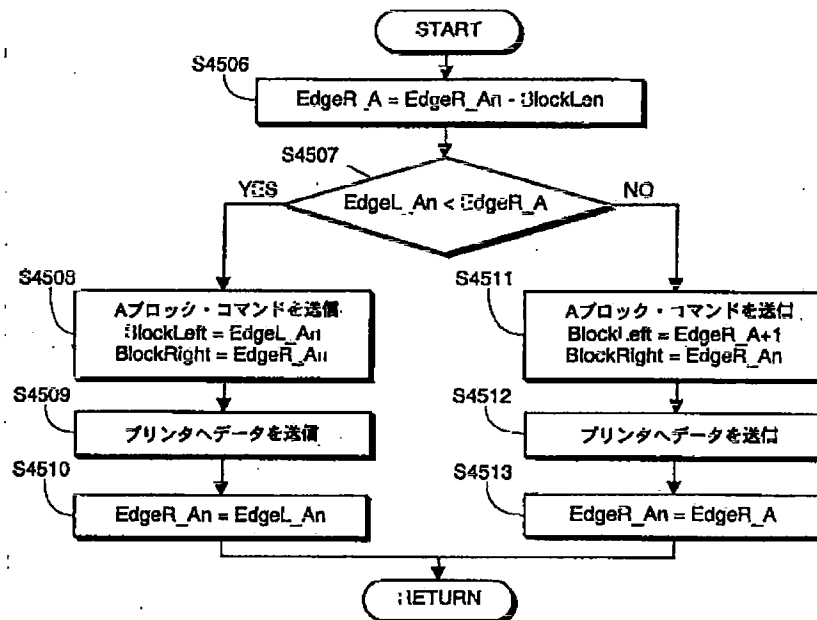 START
S4506
EdgeR_A = EdgeR_An - BlockLen
S4507
YES
EdgeL_An < EdgeR_A
NO
S4508
Aブロック・コマンドを送信
BlockLeft = EdgeL_An
BlockRight = EdgeR_An
S4511
Aブロック・コマンドを送信
BlockLeft = EdgeR_A+1
BlockRight = EdgeR_An
S4509
プリンタへデータを送信
S4512
プリンタへデータを送信
S4510
EdgeR_An = EdgeL_An
S4513
EdgeR_An = EdgeR_A
RETURN